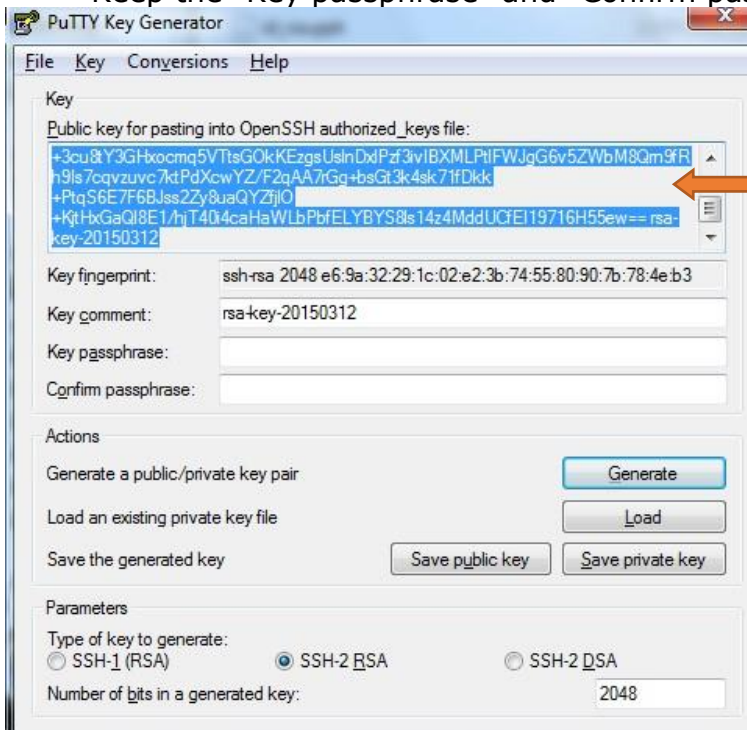 Keep the "Key passphrase" and "Confirm pas
PuTTY Key Generator
File Key Conversions Help
Key
Public key for pasting into OpenSSH authorized_keys file:
+3cu8tY3GHxocmq5VTtsGOkKEzgsUslnDxlPzf3ivIBXMLPtlFWJgG6v5ZWbM8Qm9fR
h9ls7cqvzuvc7ktPdXcwYZ/F2qAA7rGq+bsGt3k4sk71fDkk
+PtqS6E7F6BJss2Zy8uaQYZfjlO
+KjtHxGaQl8E1/hjT40i4caHaWLbPbfELYBYS8ls14z4MddUCfEI19716H55ew== rsa-
key-20150312
Key fingerprint: ssh-rsa 2048 e6:9a:32:29:1c:02:e2:3b:74:55:80:90:7b:78:4e:b3
Key comment: rsa-key-20150312
Key passphrase:
Confirm passphrase:
Actions
Generate a public/private key pair Generate
Load an existing private key file Load
Save the generated key Save public key Save private key
Parameters
Type of key to generate:
SSH-1 (RSA) SSH-2 RSA SSH-2 DSA
Number of bits in a generated key: 2048